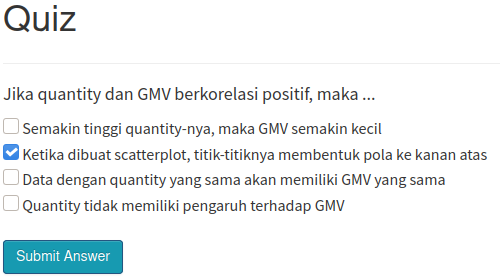 Quiz
Jika quantity dan GMV berkorelasi positif, maka ...
Semakin tinggi quantity-nya, maka GMV semakin kecil
Ketika dibuat scatterplot, titik-titiknya membentuk pola ke kanan atas
Data dengan quantity yang sama akan memiliki GMV yang sama
Quantity tidak memiliki pengaruh terhadap GMV
Submit Answer